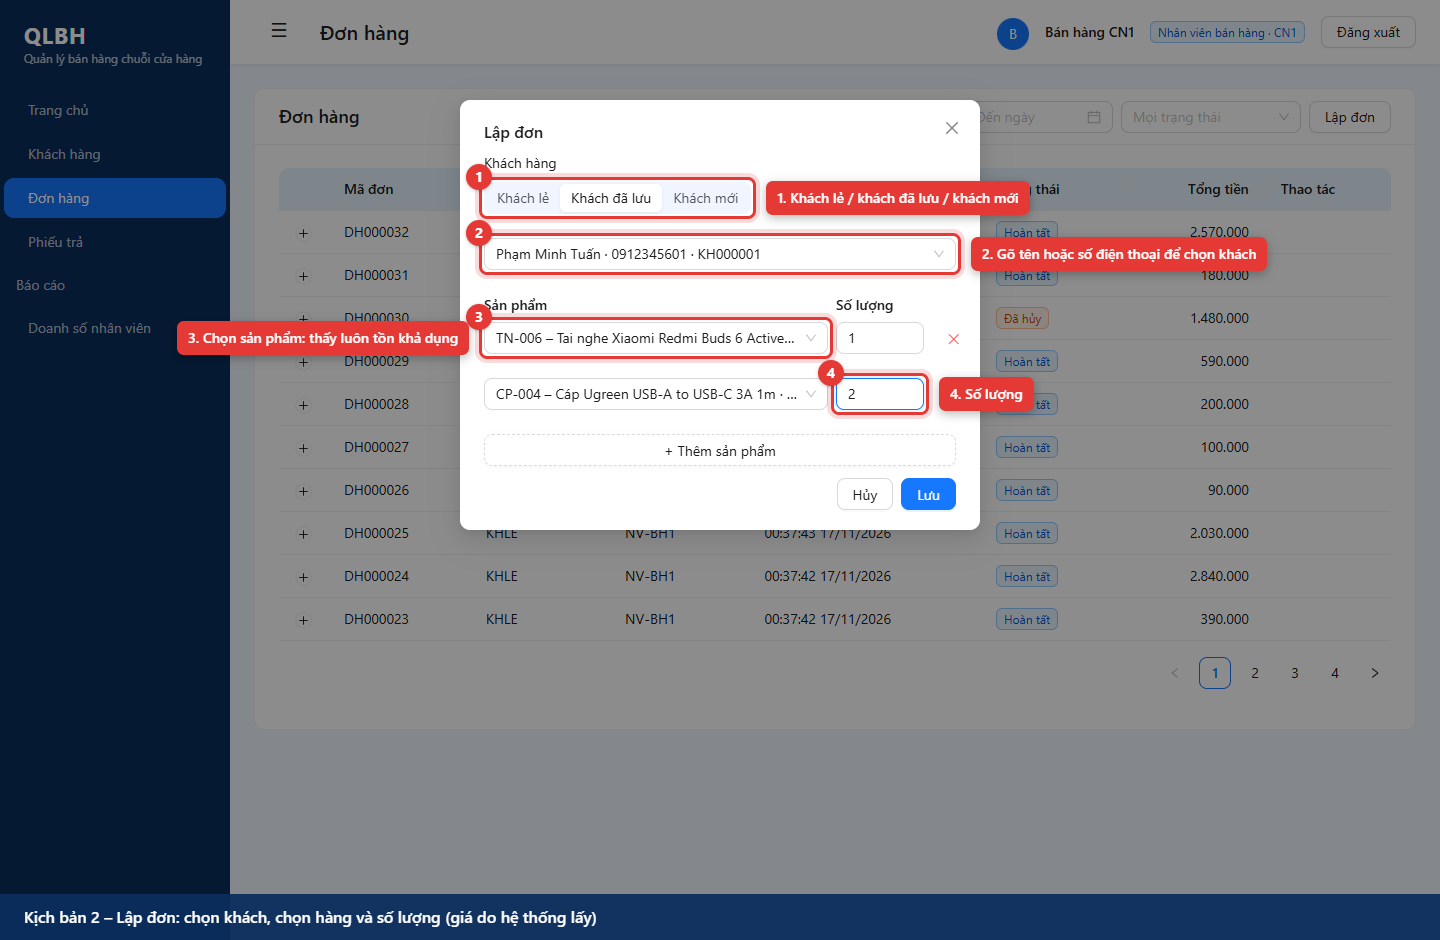 QLBH
Quản lý bán hàng chuỗi cửa hàng
Trang chủ
Khách hàng
Đơn hàng
Phiếu trả
Báo cáo
Doanh số nhân viên
☰ Đơn hàng
B Bán hàng CN1 Nhân viên bán hàng · CN1 Đăng xuất
Đơn hàng
Đến ngày Mọi trạng thái Lập đơn
Mã đơn
Tổng tiền Thao tác
DH000032 Hoàn tất 2.570.000
DH000031 Hoàn tất 180.000
DH000030 Đã hủy 1.480.000
DH000029 Hoàn tất 590.000
DH000028 200.000
DH000027 Hoàn tất 100.000
DH000026 Hoàn tất 90.000
DH000025 KHLE NV-BH1 00:37:43 17/11/2026 Hoàn tất 2.030.000
DH000024 KHLE NV-BH1 00:37:42 17/11/2026 Hoàn tất 2.840.000
DH000023 KHLE NV-BH1 00:37:42 17/11/2026 Hoàn tất 390.000
1 2 3 4
Lập đơn
Khách hàng
1
Khách lẻ Khách đã lưu Khách mới
1. Khách lẻ / khách đã lưu / khách mới
2
Phạm Minh Tuấn · 0912345601 · KH000001
2. Gõ tên hoặc số điện thoại để chọn khách
Sản phẩm Số lượng
3
3. Chọn sản phẩm: thấy luôn tồn khả dụng
TN-006 – Tai nghe Xiaomi Redmi Buds 6 Active... 1
4
CP-004 – Cáp Ugreen USB-A to USB-C 3A 1m · ... 2
4. Số lượng
+ Thêm sản phẩm
Hủy Lưu
Kịch bản 2 – Lập đơn: chọn khách, chọn hàng và số lượng (giá do hệ thống lấy)